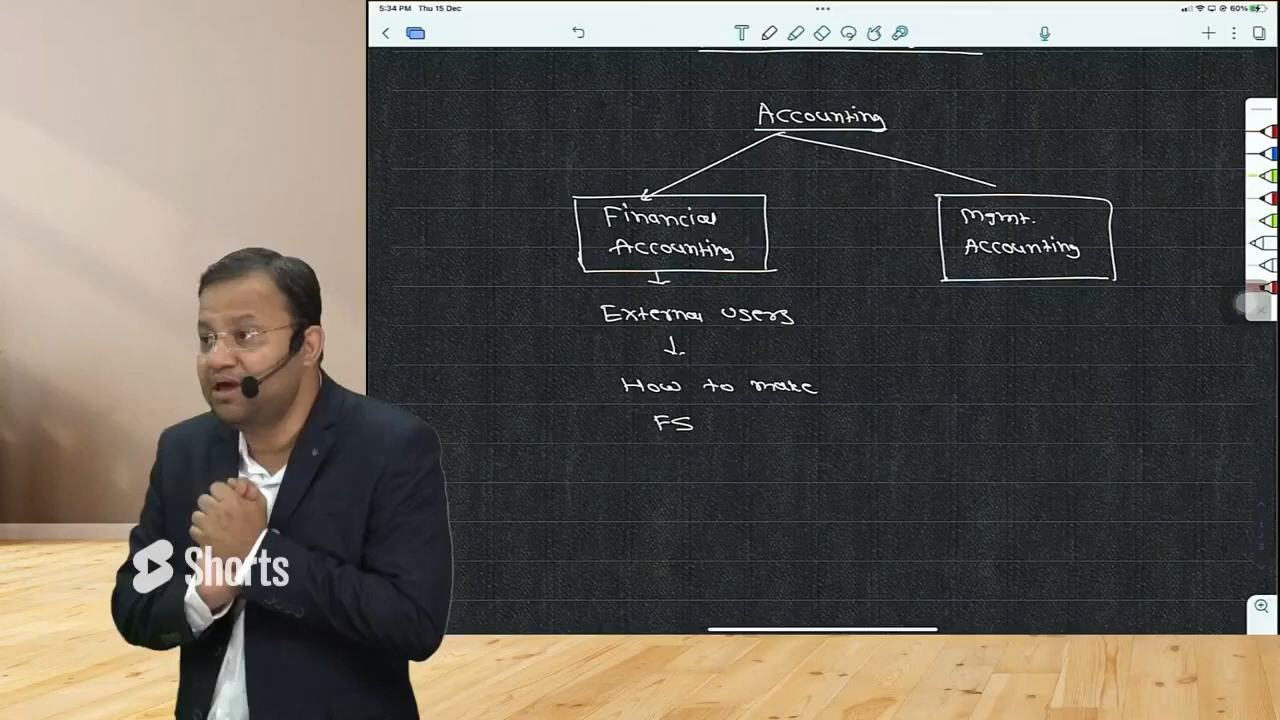 5:34 PM Thu 15 Dec
60%
Accounting
Financial
Accounting
Mgmt.
Accounting
External users
How to make
FS
Shorts